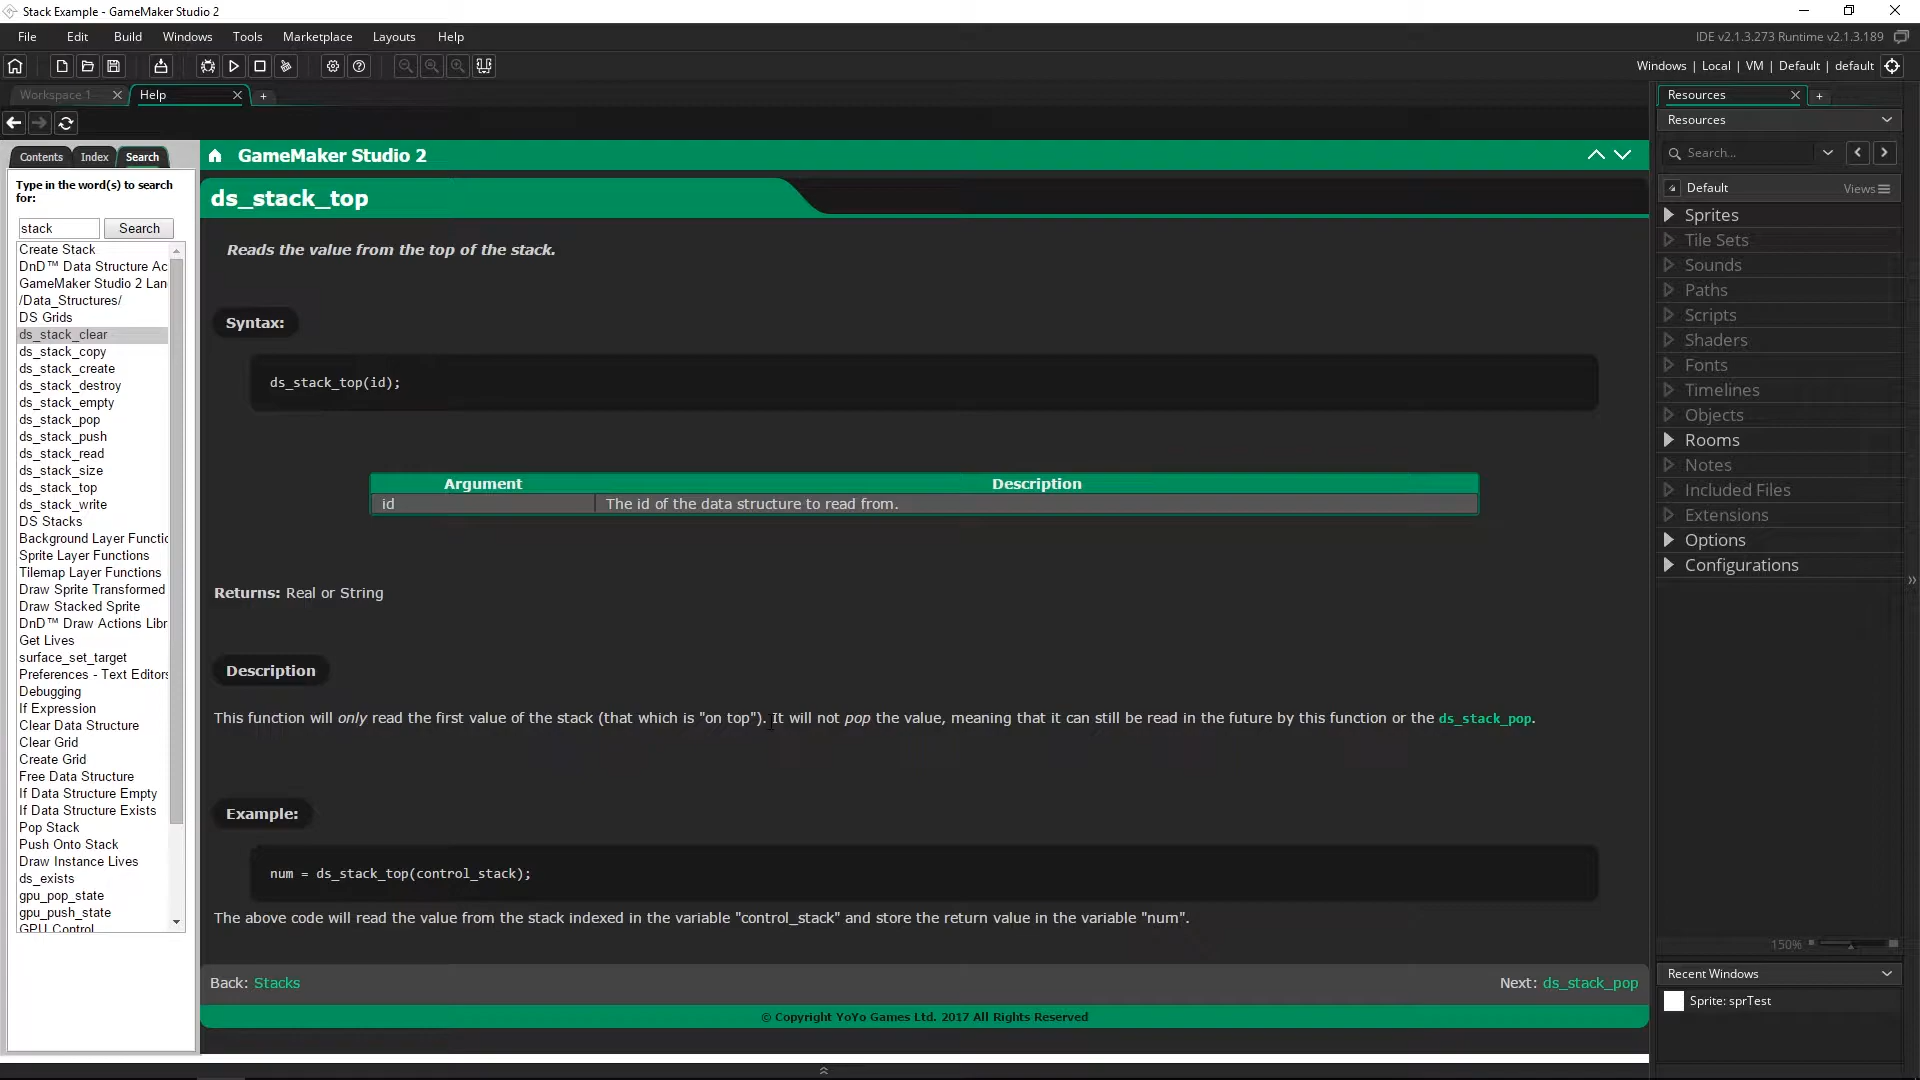 Stack Example - GameMaker Studio 2
File Edit Build Windows Tools Marketplace Layouts Help
IDE v2.1.3.273 Runtime v2.1.3.189
Windows | Local | VM | Default | default
Workspace 1
Help
Contents Index Search
Type in the word(s) to search
for:
stack
Search
Create Stack
DnD™ Data Structure Ac
GameMaker Studio 2 Lan
/Data_Structures/
DS Grids
ds_stack_clear
ds_stack_copy
ds_stack_create
ds_stack_destroy
ds_stack_empty
ds_stack_pop
ds_stack_push
ds_stack_read
ds_stack_size
ds_stack_top
ds_stack_write
DS Stacks
Background Layer Functio
Sprite Layer Functions
Tilemap Layer Functions
Draw Sprite Transformed
Draw Stacked Sprite
DnD™ Draw Actions Libr
Get Lives
surface_set_target
Preferences - Text Editors
Debugging
If Expression
Clear Data Structure
Clear Grid
Create Grid
Free Data Structure
If Data Structure Empty
If Data Structure Exists
Pop Stack
Push Onto Stack
Draw Instance Lives
ds_exists
gpu_pop_state
gpu_push_state
GPU Control
GameMaker Studio 2
ds_stack_top
Reads the value from the top of the stack.
Syntax:
ds_stack_top(id);
Argument Description
id The id of the data structure to read from.
Returns: Real or String
Description
This function will only read the first value of the stack (that which is "on top"). It will not pop the value, meaning that it can still be read in the future by this function or the ds_stack_pop.
Example:
num = ds_stack_top(control_stack);
The above code will read the value from the stack indexed in the variable "control_stack" and store the return value in the variable "num".
Back: Stacks
Next: ds_stack_pop
© Copyright YoYo Games Ltd. 2017 All Rights Reserved
Resources
Resources
Search...
Default Views
Sprites
Tile Sets
Sounds
Paths
Scripts
Shaders
Fonts
Timelines
Objects
Rooms
Notes
Included Files
Extensions
Options
Configurations
150%
Recent Windows
Sprite: sprTest